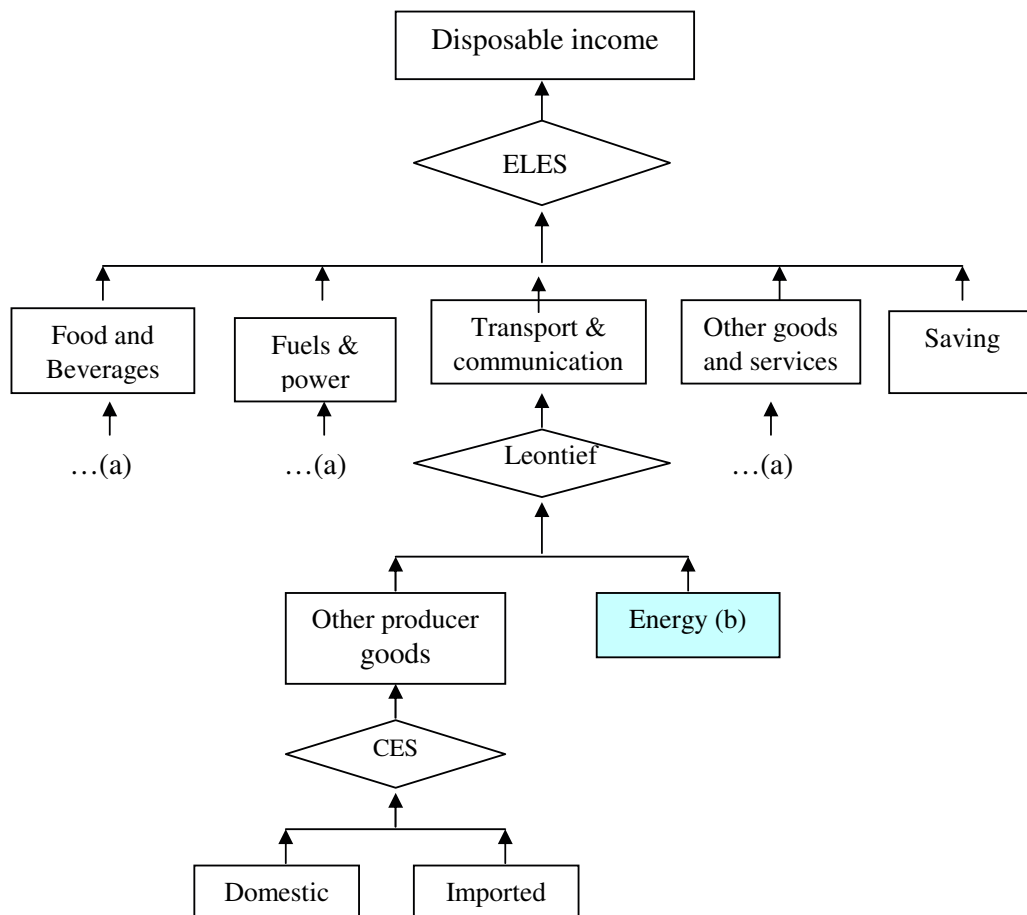 Disposable income
ELES
Food and
Beverages
Fuels &
power
Transport &
communication
Other goods
and services
Saving
…(a)
…(a)
Leontief
…(a)
Other producer
goods
Energy (b)
CES
Domestic
Imported